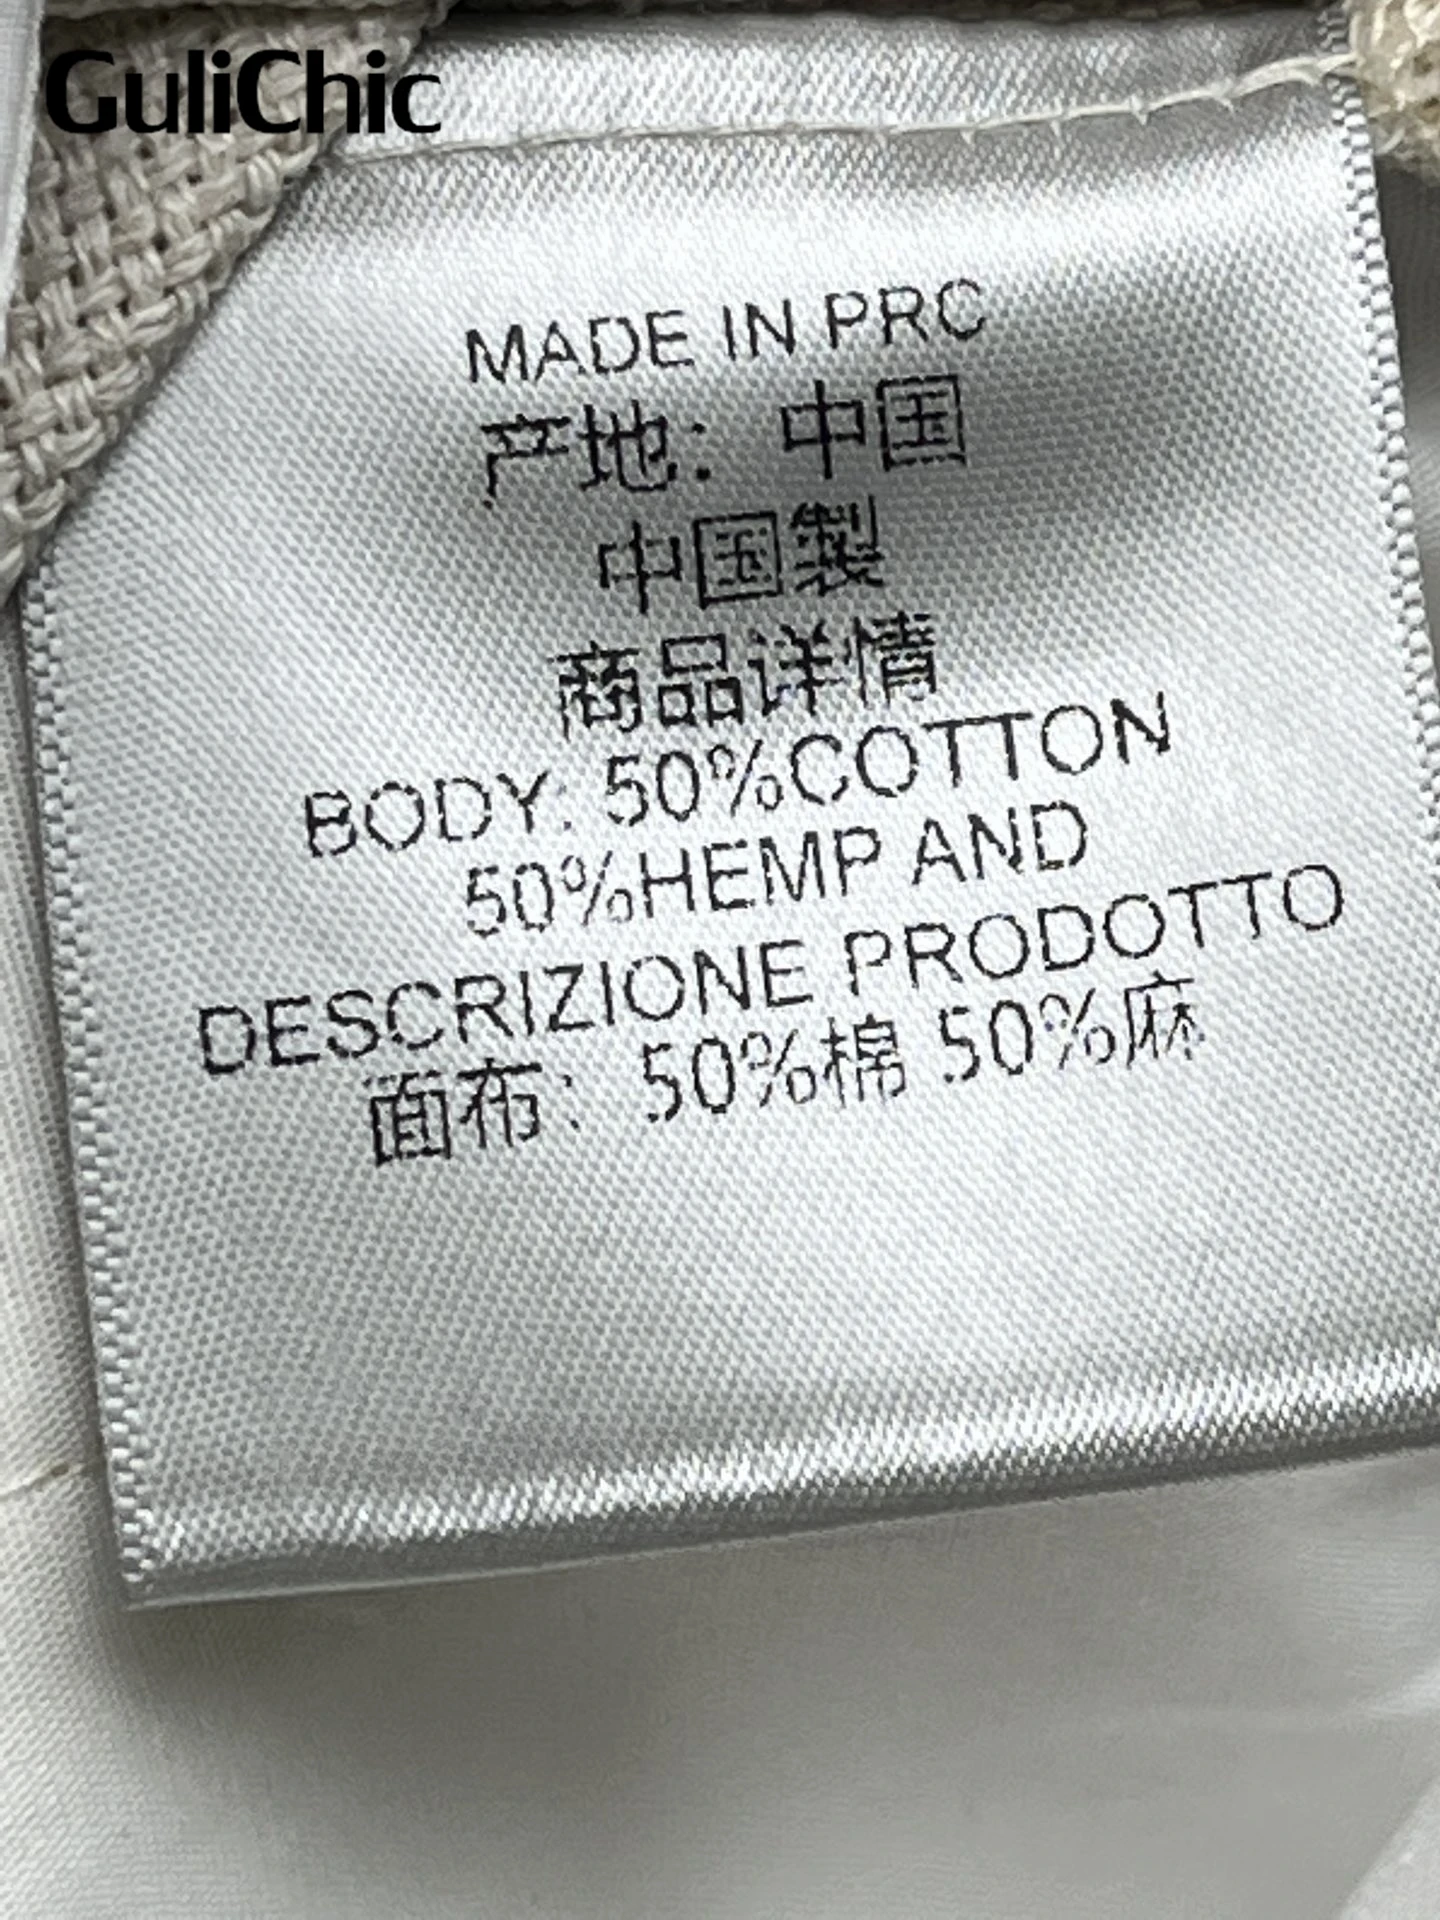 GuliChic
MADE IN PRC
产地：中国
中国製
商品详情
BODY: 50%COTTON
50%HEMP AND
DESCRIZIONE PRODOTTO
面布：50%棉 50%麻